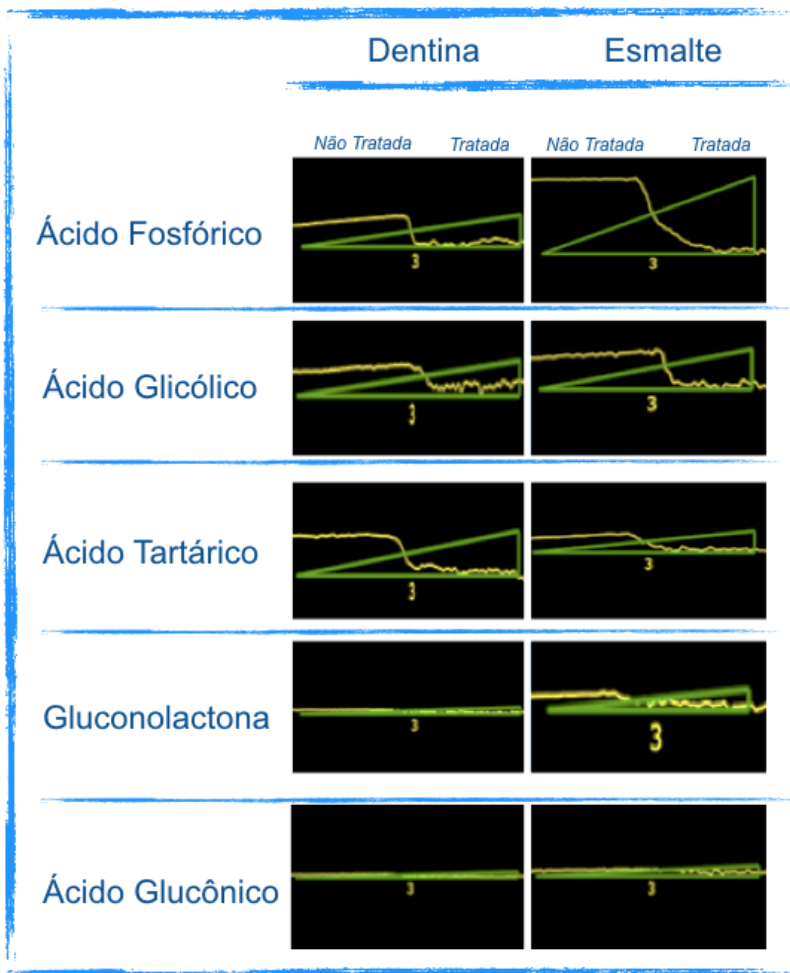 Dentina Esmalte
Não Tratada Tratada Não Tratada Tratada
Ácido Fosfórico
3 3
Ácido Glicólico
3 3
Ácido Tartárico
3 3
Gluconolactona
3 3
Ácido Glucônico
3 3